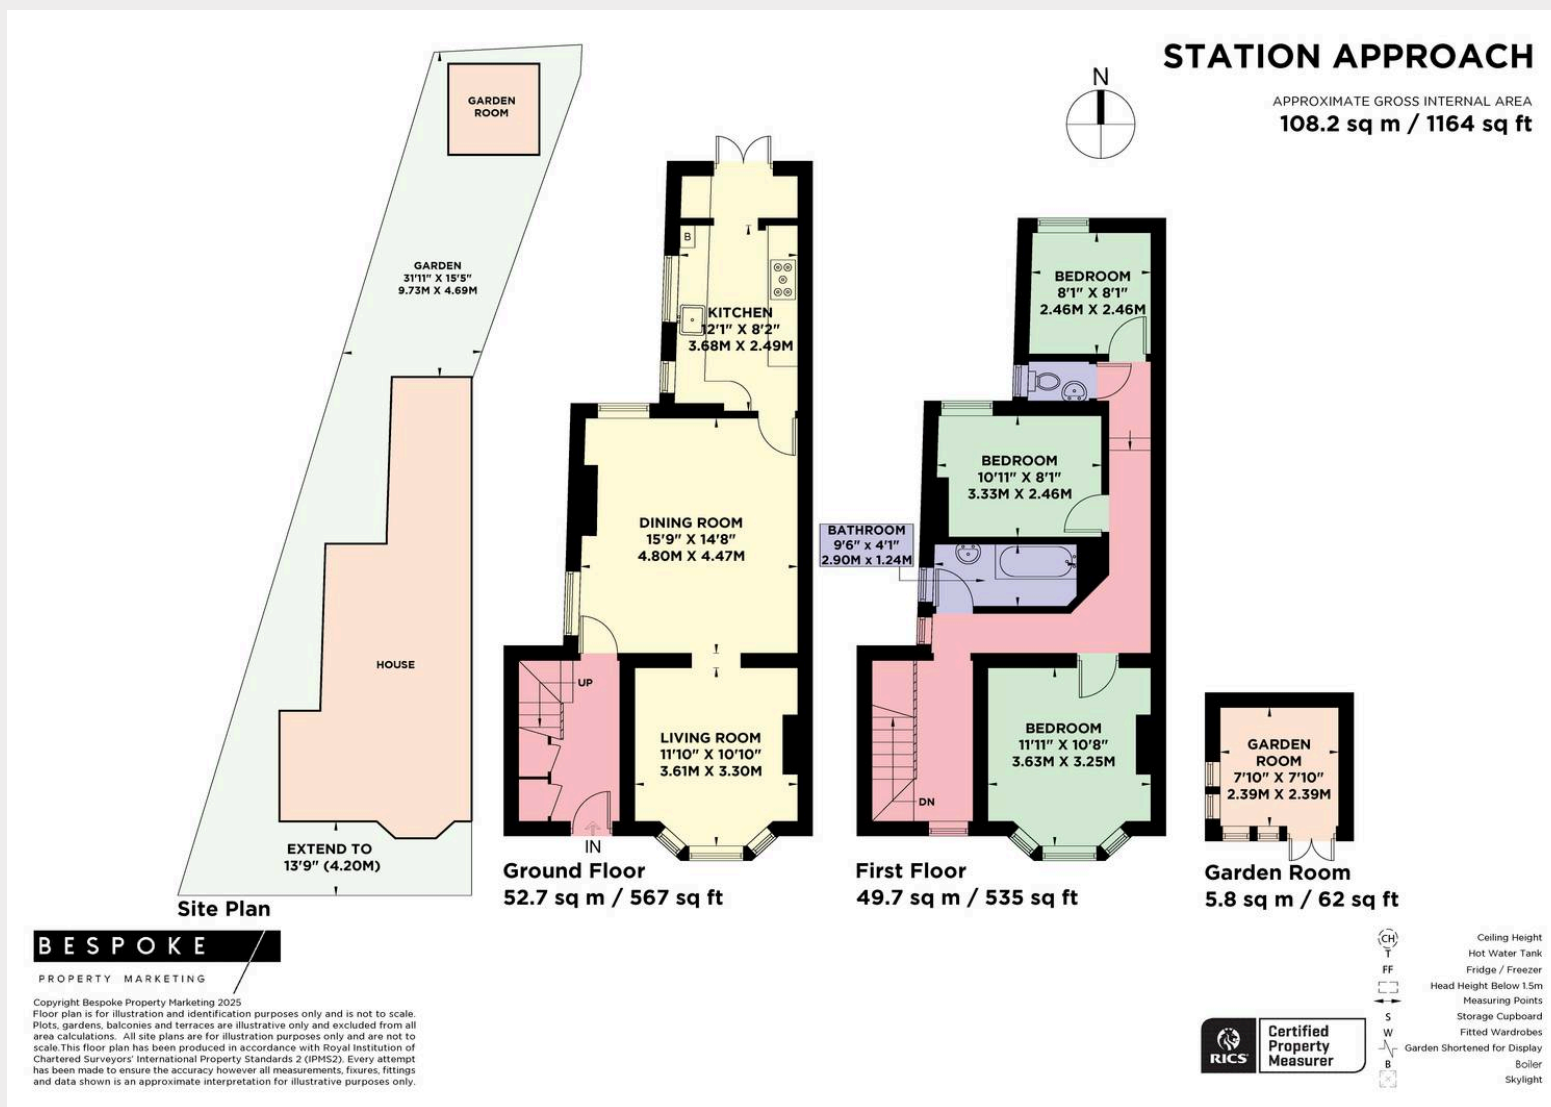 STATION APPROACH
APPROXIMATE GROSS INTERNAL AREA
108.2 sq m / 1164 sq ft
N
GARDEN
ROOM
GARDEN
31'11" X 15'5"
9.73M X 4.69M
HOUSE
EXTEND TO
13'9" (4.20M)
Site Plan
B
KITCHEN
12'1" X 8'2"
3.68M X 2.49M
DINING ROOM
15'9" X 14'8"
4.80M X 4.47M
UP
LIVING ROOM
11'10" X 10'10"
3.61M X 3.30M
IN
Ground Floor
52.7 sq m / 567 sq ft
BEDROOM
8'1" X 8'1"
2.46M X 2.46M
BEDROOM
10'11" X 8'1"
3.33M X 2.46M
BATHROOM
9'6" x 4'1"
2.90M x 1.24M
BEDROOM
11'11" X 10'8"
3.63M X 3.25M
DN
First Floor
49.7 sq m / 535 sq ft
GARDEN
ROOM
7'10" X 7'10"
2.39M X 2.39M
Garden Room
5.8 sq m / 62 sq ft
BESPOKE
PROPERTY MARKETING
Copyright Bespoke Property Marketing 2025
Floor plan is for illustration and identification purposes only and is not to scale.
Plots, gardens, balconies and terraces are illustrative only and excluded from all
area calculations. All site plans are for illustration purposes only and are not to
scale.This floor plan has been produced in accordance with Royal Institution of
Chartered Surveyors' International Property Standards 2 (IPMS2). Every attempt
has been made to ensure the accuracy however all measurements, fixures, fittings
and data shown is an approximate interpretation for illustrative purposes only.
RICS
Certified
Property
Measurer
CH Ceiling Height
T Hot Water Tank
FF Fridge / Freezer
Head Height Below 1.5m
Measuring Points
S Storage Cupboard
W Fitted Wardrobes
Garden Shortened for Display
B Boiler
Skylight